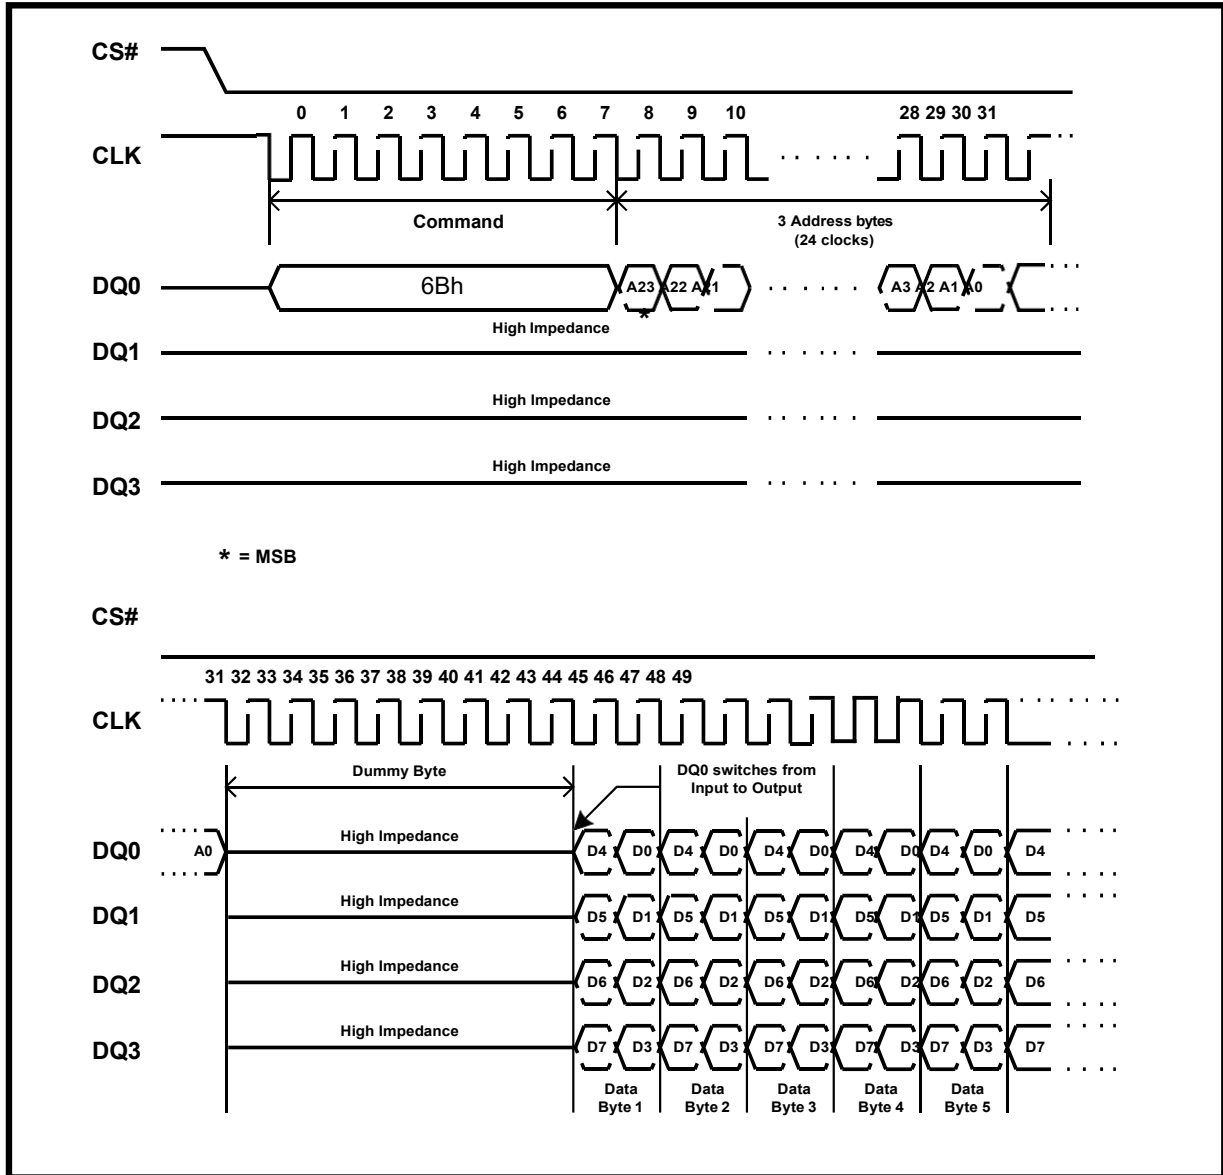 CS#
0 1 2 3 4 5 6 7 8 9 10 28 29 30 31
CLK
Command
3 Address bytes
(24 clocks)
DQ0
6Bh
A23 A22 A21 A3 A2 A1 A0
*
High Impedance
DQ1
High Impedance
DQ2
High Impedance
DQ3
* = MSB
CS#
31 32 33 34 35 36 37 38 39 40 41 42 43 44 45 46 47 48 49
CLK
Dummy Byte
DQ0 switches from
Input to Output
DQ0 A0 High Impedance D4 D0 D4 D0 D4 D0 D4 D0 D4 D0 D4
DQ1 High Impedance D5 D1 D5 D1 D5 D1 D5 D1 D5 D1 D5
DQ2 High Impedance D6 D2 D6 D2 D6 D2 D6 D2 D6 D2 D6
DQ3 High Impedance D7 D3 D7 D3 D7 D3 D7 D3 D7 D3 D7
Data Data Data Data Data
Byte 1 Byte 2 Byte 3 Byte 4 Byte 5